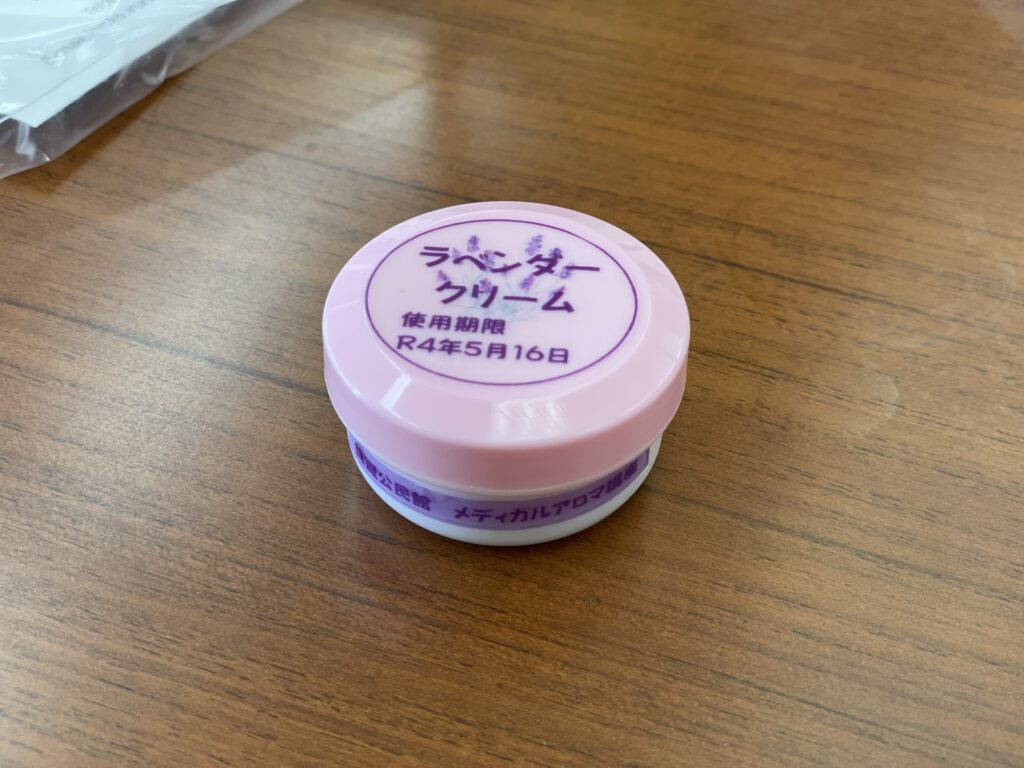 ラベンダー
クリーム
使用期限
R4年5月16日
公民館 メディカルアロマ講座